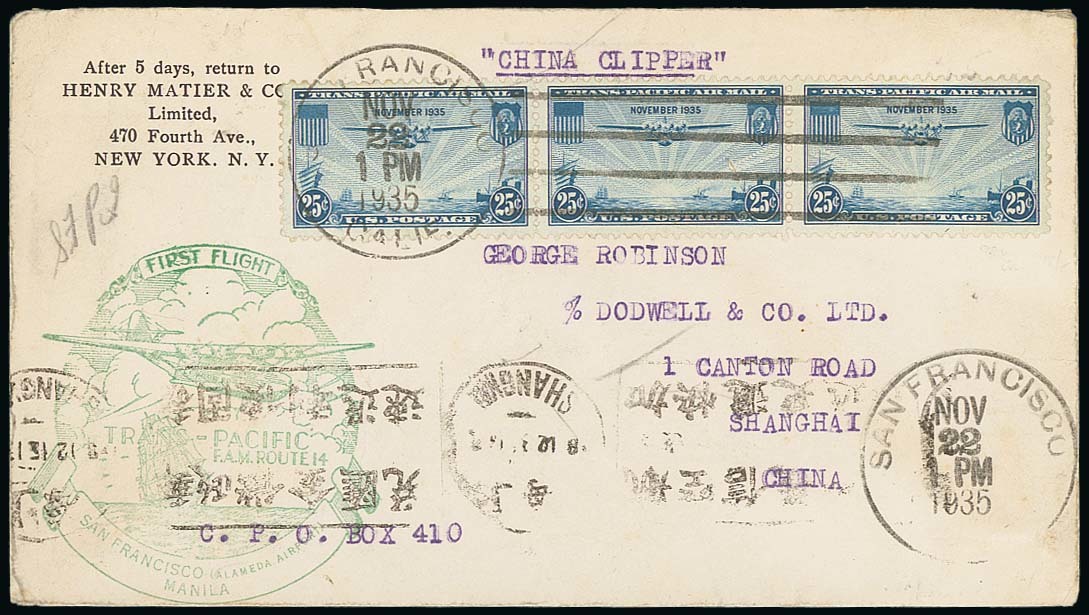 After 5 days, return to
HENRY MATIER & CO
Limited,
470 Fourth Ave.,
NEW YORK. N. Y.
"CHINA CLIPPER"
TRANS-PACIFIC AIR MAIL
NOVEMBER 1935
25¢ 25¢
U.S. POSTAGE
TRANS-PACIFIC AIR MAIL
NOVEMBER 1935
25¢ 25¢
U.S. POSTAGE
TRANS-PACIFIC AIR MAIL
NOVEMBER 1935
25¢ 25¢
U.S. POSTAGE
RANCISCO
NOV
22
1 PM
1935
CALIF.
GEORGE ROBINSON
% DODWELL & CO. LTD.
1 CANTON ROAD
SHANGHAI
CHINA
C. P. O. BOX 410
FIRST FLIGHT
TRANS-PACIFIC
F.A.M. ROUTE 14
SAN FRANCISCO (ALAMEDA AIRPORT)
MANILA
SHANGHAI
SAN FRANCISCO
NOV
22
1 PM
1935